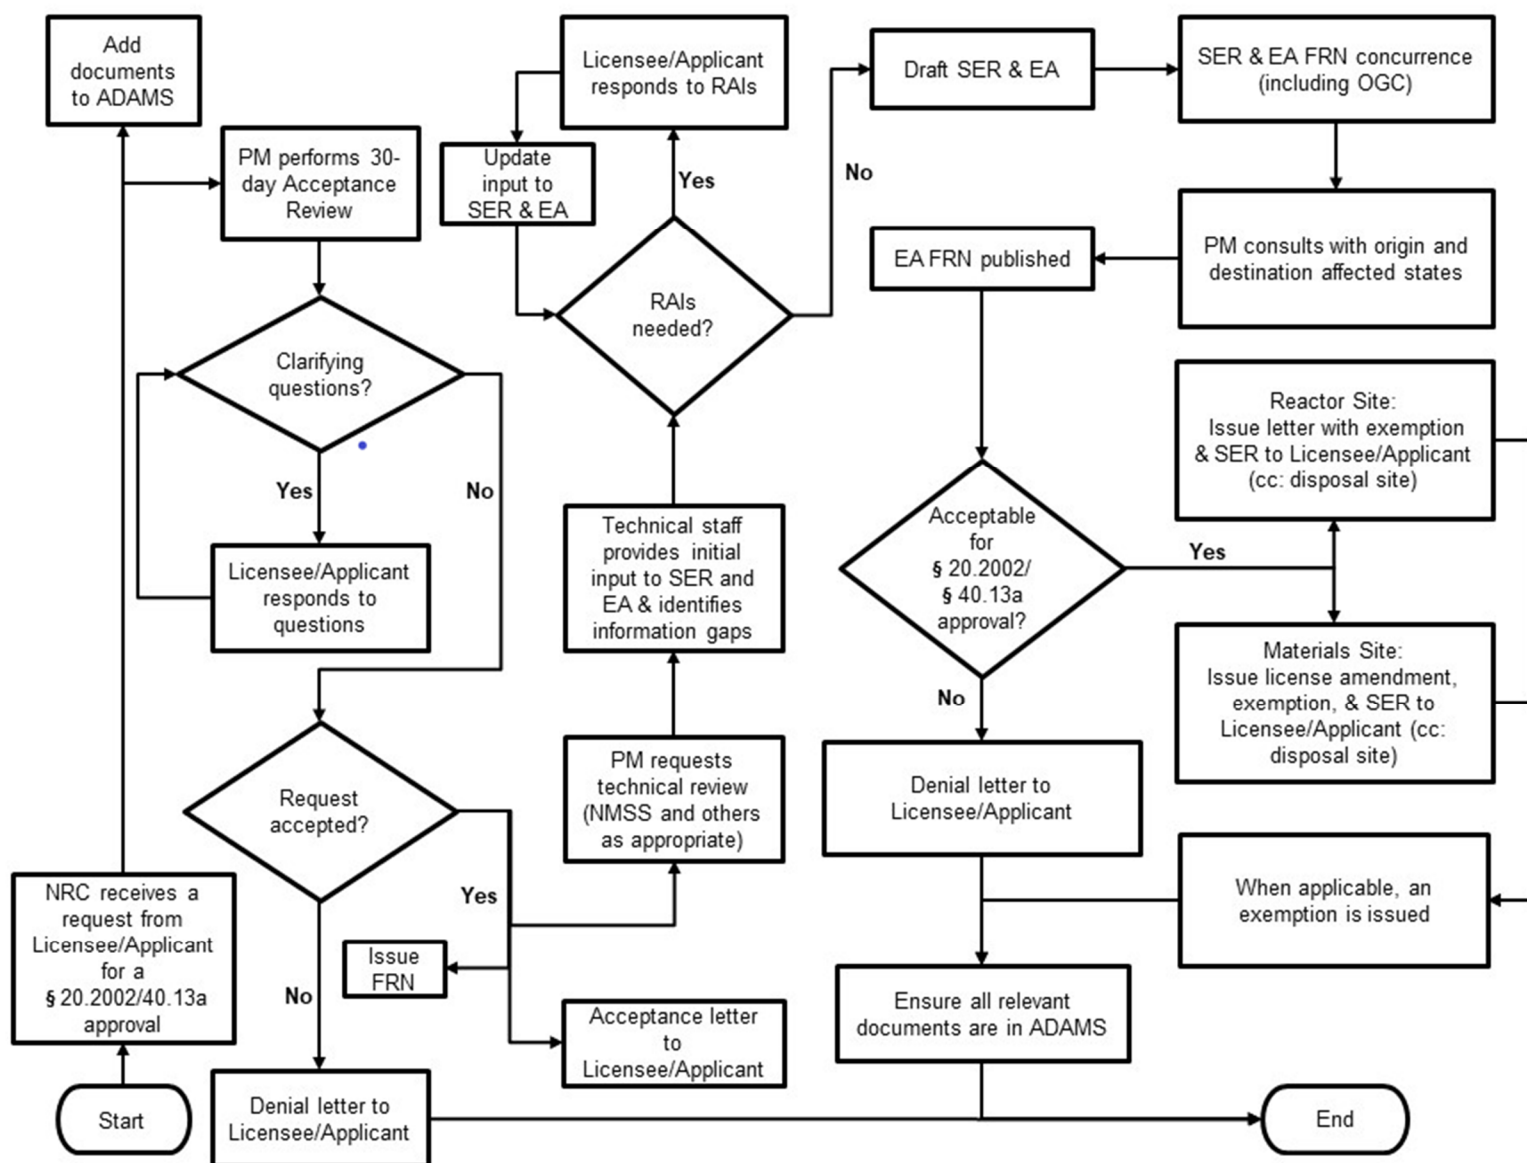 Add
documents
to ADAMS
PM performs 30-
day Acceptance
Review
Clarifying
questions?
Yes
No
Licensee/Applicant
responds to
questions
Request
accepted?
Yes
No
NRC receives a
request from
Licensee/Applicant
for a
§ 20.2002/40.13a
approval
Start
Denial letter to
Licensee/Applicant
Issue
FRN
Acceptance letter
to
Licensee/Applicant
PM requests
technical review
(NMSS and others
as appropriate)
Technical staff
provides initial
input to SER and
EA & identifies
information gaps
RAIs
needed?
Yes
No
Licensee/Applicant
responds to RAIs
Update
input to
SER & EA
Draft SER & EA
SER & EA FRN concurrence
(including OGC)
PM consults with origin and
destination affected states
EA FRN published
Acceptable
for
§ 20.2002/
§ 40.13a
approval?
Yes
No
Reactor Site:
Issue letter with exemption
& SER to Licensee/Applicant
(cc: disposal site)
Materials Site:
Issue license amendment,
exemption, & SER to
Licensee/Applicant (cc:
disposal site)
Denial letter to
Licensee/Applicant
When applicable, an
exemption is issued
Ensure all relevant
documents are in ADAMS
End